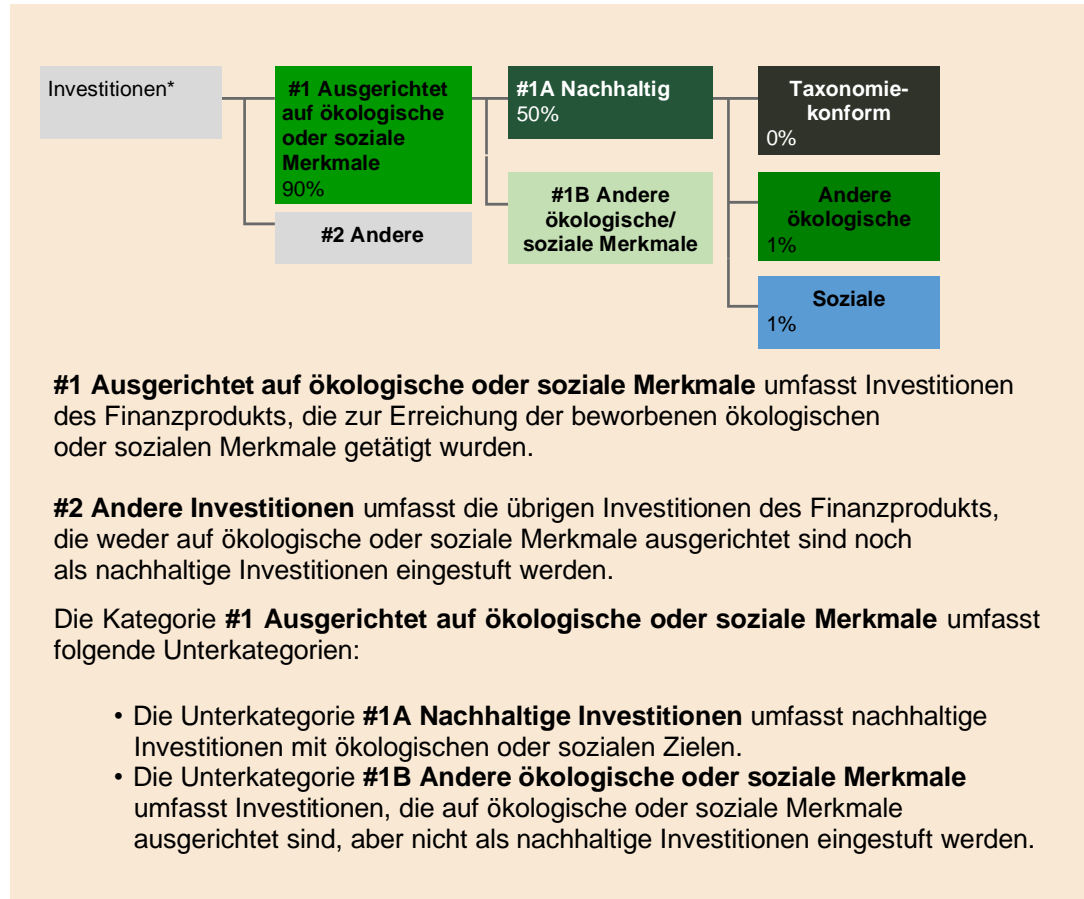 Investitionen*
#1 Ausgerichtet
auf ökologische
oder soziale
Merkmale
90%
#2 Andere
#1A Nachhaltig
50%
#1B Andere
ökologische/
soziale Merkmale
Taxonomie-
konform
0%
Andere
ökologische
1%
Soziale
1%
#1 Ausgerichtet auf ökologische oder soziale Merkmale umfasst Investitionen
des Finanzprodukts, die zur Erreichung der beworbenen ökologischen
oder sozialen Merkmale getätigt wurden.
#2 Andere Investitionen umfasst die übrigen Investitionen des Finanzprodukts,
die weder auf ökologische oder soziale Merkmale ausgerichtet sind noch
als nachhaltige Investitionen eingestuft werden.
Die Kategorie #1 Ausgerichtet auf ökologische oder soziale Merkmale umfasst
folgende Unterkategorien:
• Die Unterkategorie #1A Nachhaltige Investitionen umfasst nachhaltige
Investitionen mit ökologischen oder sozialen Zielen.
• Die Unterkategorie #1B Andere ökologische oder soziale Merkmale
umfasst Investitionen, die auf ökologische oder soziale Merkmale
ausgerichtet sind, aber nicht als nachhaltige Investitionen eingestuft werden.